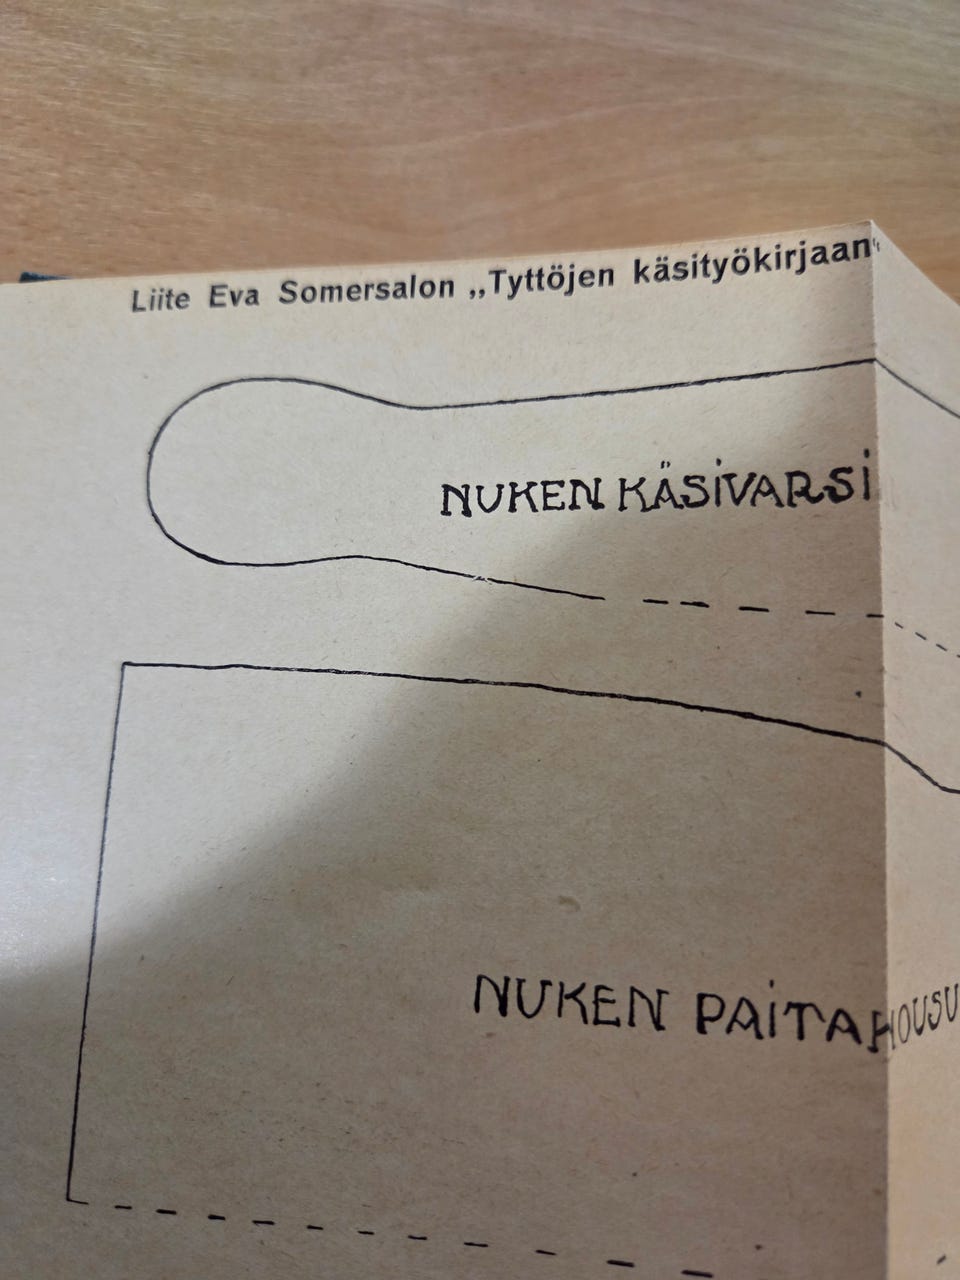 Liite Eva Somersalon „Tyttöjen käsityökirjaan“
NUKEN KÄSIVARSI
NUKEN PAITAHOUSU